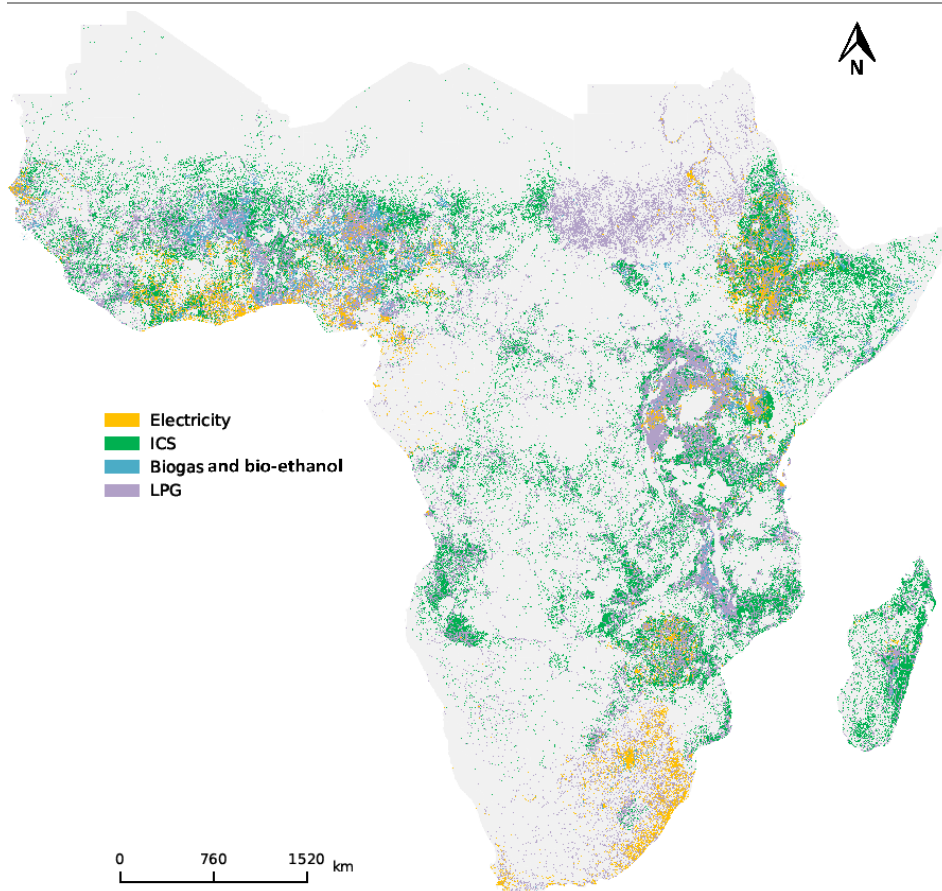 N
Electricity
ICS
Biogas and bio-ethanol
LPG
0 760 1520 km